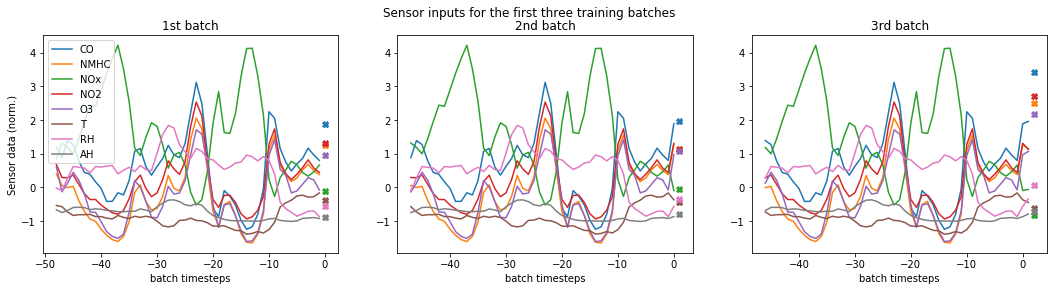 Sensor inputs for the first three training batches
1st batch
2nd batch
3rd batch
Sensor data (norm.)
4
3
2
1
0
−1
CO
NMHC
NOx
NO2
O3
T
RH
AH
−50
−40
−30
−20
−10
0
batch timesteps
4
3
2
1
0
−1
−40
−30
−20
−10
0
batch timesteps
4
3
2
1
0
−1
−40
−30
−20
−10
0
batch timesteps